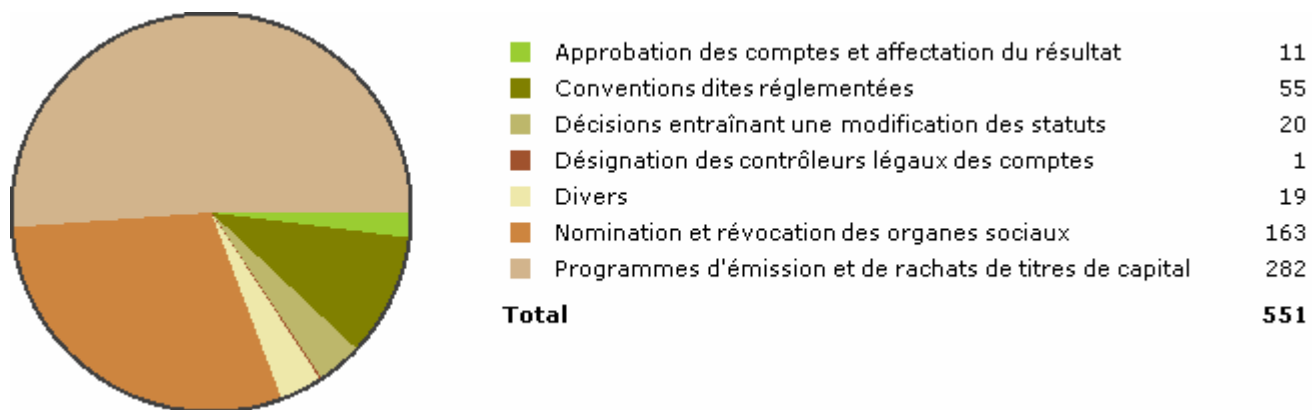 Approbation des comptes et affectation du résultat 11
Conventions dites réglementées 55
Décisions entraînant une modification des statuts 20
Désignation des contrôleurs légaux des comptes 1
Divers 19
Nomination et révocation des organes sociaux 163
Programmes d'émission et de rachats de titres de capital 282
Total 551